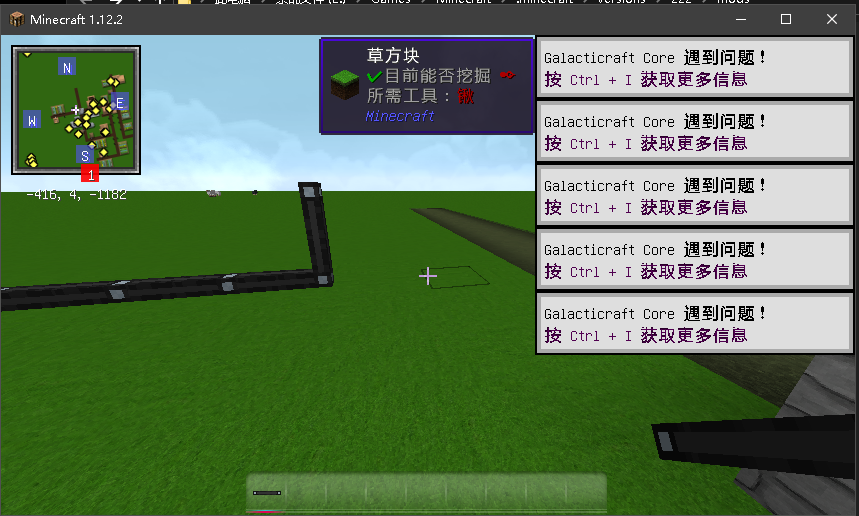 Minecraft 1.12.2
N
E
W
S
1
-416, 4, -1182
草方块
✔目前能否挖掘
所需工具：锹
Minecraft
Galacticraft Core 遇到问题！
按 Ctrl + I 获取更多信息
Galacticraft Core 遇到问题！
按 Ctrl + I 获取更多信息
Galacticraft Core 遇到问题！
按 Ctrl + I 获取更多信息
Galacticraft Core 遇到问题！
按 Ctrl + I 获取更多信息
Galacticraft Core 遇到问题！
按 Ctrl + I 获取更多信息